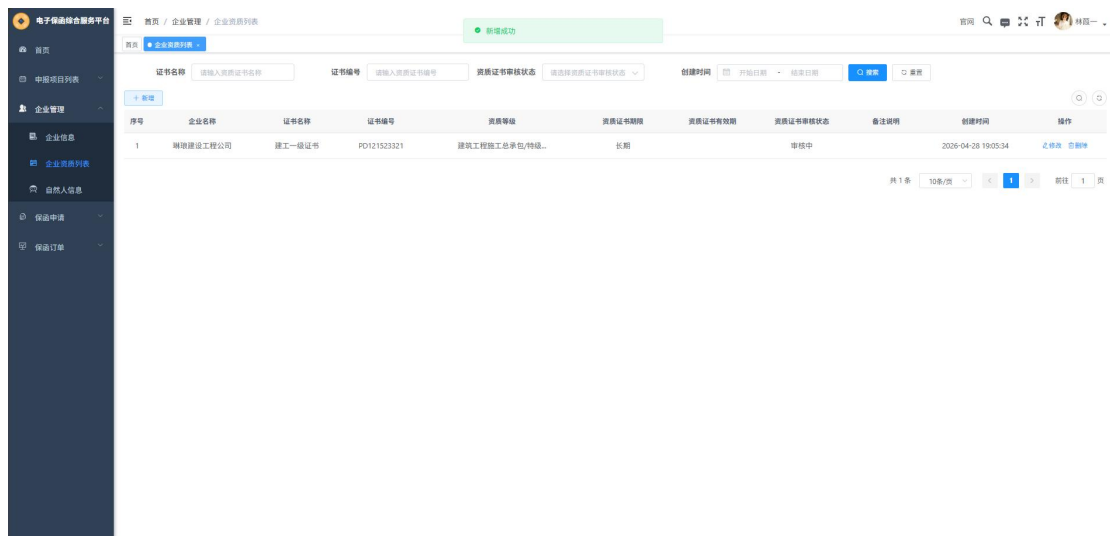 电子保函综合服务平台
首页 / 企业管理 / 企业资质列表
新增成功
官网
林霞一
首页
企业资质列表 ×
首页
申报项目列表
企业管理
企业信息
企业资质列表
自然人信息
保函申请
保函订单
证书名称 请输入资质证书名称 证书编号 请输入资质证书编号 资质证书审核状态 请选择资质证书审核状态 创建时间 开始日期 - 结束日期 搜索 重置
+ 新增
序号 企业名称 证书名称 证书编号 资质等级 资质证书期限 资质证书有效期 资质证书审核状态 备注说明 创建时间 操作
1 琳琅建设工程公司 建工一级证书 PD121523321 建筑工程施工总承包/特级... 长期 审核中 2026-04-28 19:05:34 修改 删除
共 1 条 10条/页 < 1 > 前往 1 页